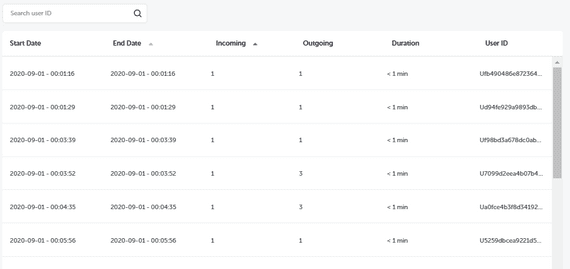 Search user ID
Start Date End Date Incoming Outgoing Duration User ID
2020-09-01 - 00:01:16 2020-09-01 - 00:01:16 1 1 < 1 min Ufb490486e872364...
2020-09-01 - 00:01:29 2020-09-01 - 00:01:29 1 1 < 1 min Ud94fe929a9893db...
2020-09-01 - 00:03:39 2020-09-01 - 00:03:39 1 1 < 1 min Uf98bd3a678dc0ab...
2020-09-01 - 00:03:52 2020-09-01 - 00:03:52 1 3 < 1 min U7099d2eea4b07b4...
2020-09-01 - 00:04:35 2020-09-01 - 00:04:35 1 3 < 1 min Ua0fce4b3f8d34192...
2020-09-01 - 00:05:56 2020-09-01 - 00:05:56 1 1 < 1 min U5259dbcea9221d5...